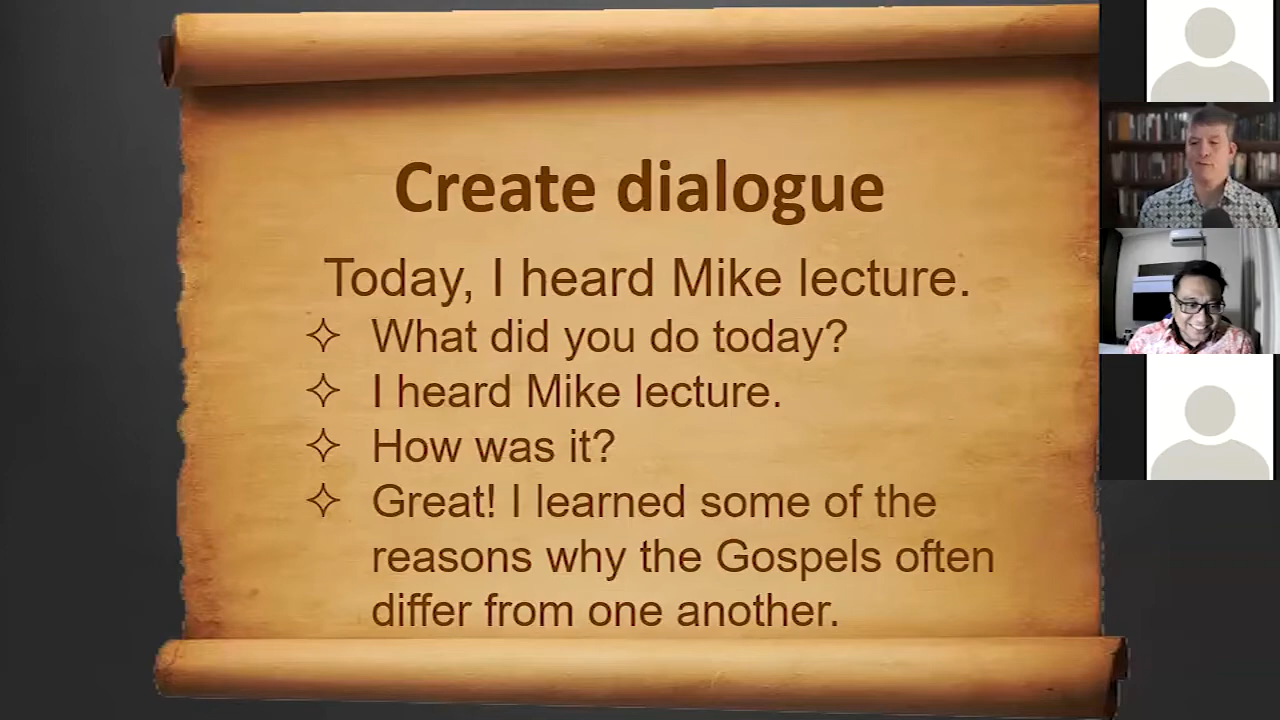 Create dialogue
Today, I heard Mike lecture.
✧ What did you do today?
✧ I heard Mike lecture.
✧ How was it?
✧ Great! I learned some of the
reasons why the Gospels often
differ from one another.